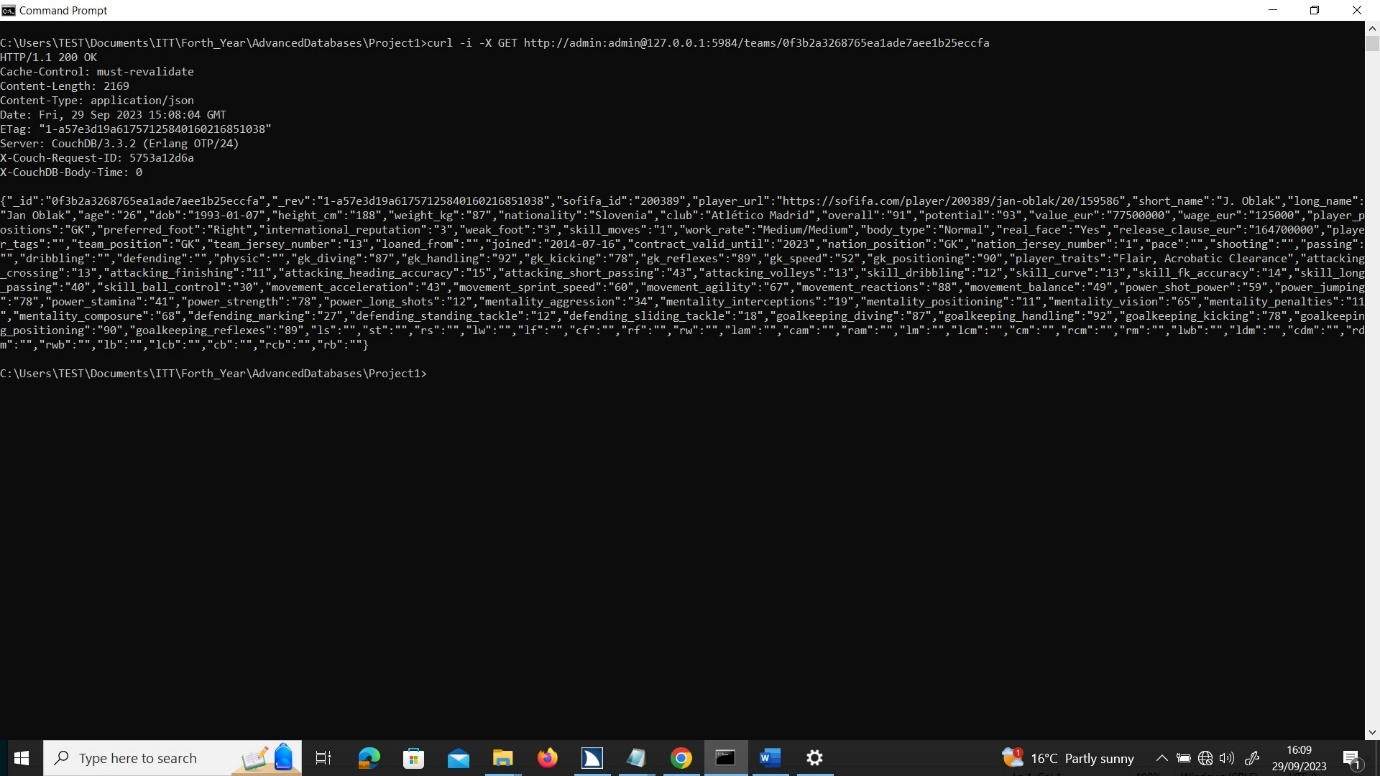 Command Prompt
C:\Users\TEST\Documents\ITT\Forth_Year\AdvancedDatabases\Project1>curl -i -X GET http://admin:admin@127.0.0.1:5984/teams/0f3b2a3268765ea1ade7aee1b25eccfa
HTTP/1.1 200 OK
Cache-Control: must-revalidate
Content-Length: 2169
Content-Type: application/json
Date: Fri, 29 Sep 2023 15:08:04 GMT
ETag: "1-a57e3d19a61757125840160216851038"
Server: CouchDB/3.3.2 (Erlang OTP/24)
X-Couch-Request-ID: 5753a12d6a
X-CouchDB-Body-Time: 0
{"_id":"0f3b2a3268765ea1ade7aee1b25eccfa","_rev":"1-a57e3d19a61757125840160216851038","sofifa_id":"200389","player_url":"https://sofifa.com/player/200389/jan-oblak/20/159586","short_name":"J. Oblak","long_name":
"Jan Oblak","age":"26","dob":"1993-01-07","height_cm":"188","weight_kg":"87","nationality":"Slovenia","club":"Atlético Madrid","overall":"91","potential":"93","value_eur":"77500000","wage_eur":"125000","player_p
ositions":"GK","preferred_foot":"Right","international_reputation":"3","weak_foot":"3","skill_moves":"1","work_rate":"Medium/Medium","body_type":"Normal","real_face":"Yes","release_clause_eur":"164700000","playe
r_tags":"","team_position":"GK","team_jersey_number":"13","loaned_from":"","joined":"2014-07-16","contract_valid_until":"2023","nation_position":"GK","nation_jersey_number":"1","pace":"","shooting":"","passing":
"","dribbling":"","defending":"","physic":"","gk_diving":"87","gk_handling":"92","gk_kicking":"78","gk_reflexes":"89","gk_speed":"52","gk_positioning":"90","player_traits":"Flair, Acrobatic Clearance","attacking
_crossing":"13","attacking_finishing":"11","attacking_heading_accuracy":"15","attacking_short_passing":"43","attacking_volleys":"13","skill_dribbling":"12","skill_curve":"13","skill_fk_accuracy":"14","skill_long
_passing":"40","skill_ball_control":"30","movement_acceleration":"43","movement_sprint_speed":"60","movement_agility":"67","movement_reactions":"88","movement_balance":"49","power_shot_power":"59","power_jumping
":"78","power_stamina":"41","power_strength":"78","power_long_shots":"12","mentality_aggression":"34","mentality_interceptions":"19","mentality_positioning":"11","mentality_vision":"65","mentality_penalties":"11
","mentality_composure":"68","defending_marking":"27","defending_standing_tackle":"12","defending_sliding_tackle":"18","goalkeeping_diving":"87","goalkeeping_handling":"92","goalkeeping_kicking":"78","goalkeepin
g_positioning":"90","goalkeeping_reflexes":"89","ls":"","st":"","rs":"","lw":"","lf":"","cf":"","rf":"","rw":"","lam":"","cam":"","ram":"","lm":"","lcm":"","cm":"","rcm":"","rm":"","lwb":"","ldm":"","cdm":"","rd
m":"","rwb":"","lb":"","lcb":"","cb":"","rcb":"","rb":""}
C:\Users\TEST\Documents\ITT\Forth_Year\AdvancedDatabases\Project1>
Type here to search
16°C Partly sunny
16:09
29/09/2023